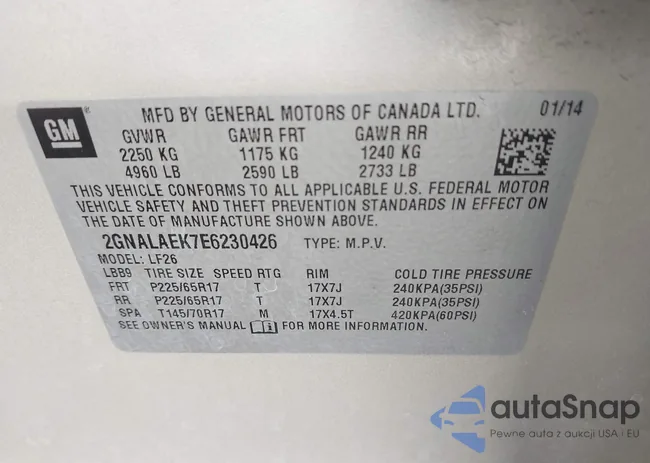 GM
MFD BY GENERAL MOTORS OF CANADA LTD. 01/14
GVWR GAWR FRT GAWR RR
2250 KG 1175 KG 1240 KG
4960 LB 2590 LB 2733 LB
THIS VEHICLE CONFORMS TO ALL APPLICABLE U.S. FEDERAL MOTOR
VEHICLE SAFETY AND THEFT PREVENTION STANDARDS IN EFFECT ON
THE DATE OF MANUFACTURE SHOWN ABOVE.
2GNALAEK7E6230426 TYPE: M.P.V.
MODEL: LF26
LBB9 TIRE SIZE SPEED RTG RIM COLD TIRE PRESSURE
FRT P225/65R17 T 17X7J 240KPA(35PSI)
RR P225/65R17 T 17X7J 240KPA(35PSI)
SPA T145/70R17 M 17X4.5T 420KPA(60PSI)
SEE OWNER'S MANUAL FOR MORE INFORMATION.
autaSnap
Pewne auta z aukcji USA i EU